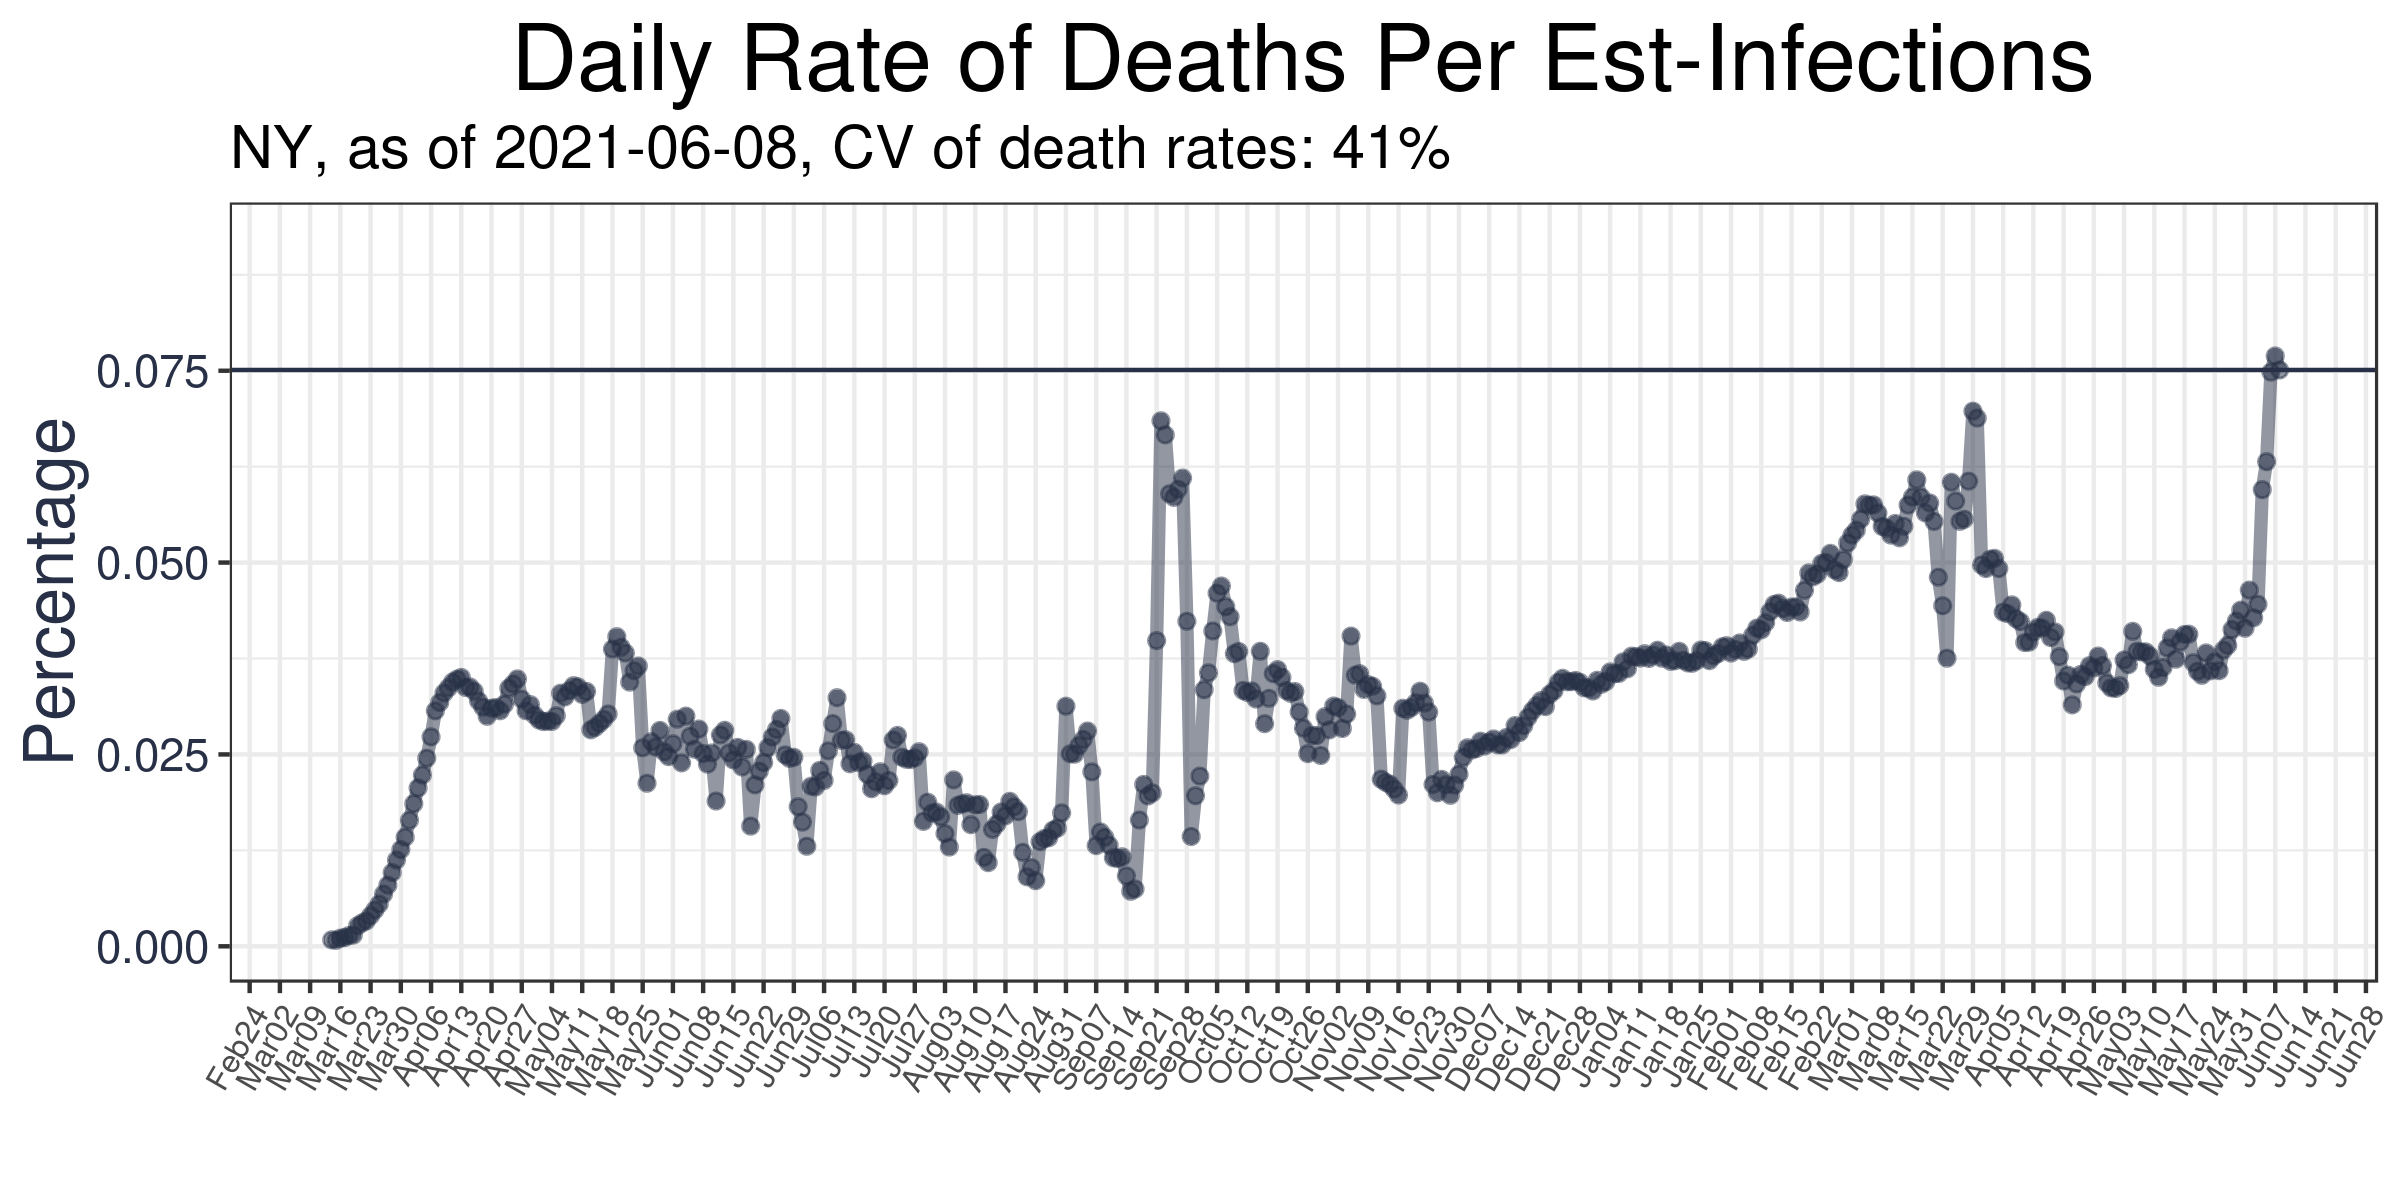 Daily Rate of Deaths Per Est-Infections
NY, as of 2021-06-08, CV of death rates: 41%
Percentage
0.075
0.050
0.025
0.000
Feb24
Mar02
Mar09
Mar16
Mar23
Mar30
Apr06
Apr13
Apr20
Apr27
May04
May11
May18
May25
Jun01
Jun08
Jun15
Jun22
Jun29
Jul06
Jul13
Jul20
Jul27
Aug03
Aug10
Aug17
Aug24
Aug31
Sep07
Sep14
Sep21
Sep28
Oct05
Oct12
Oct19
Oct26
Nov02
Nov09
Nov16
Nov23
Nov30
Dec07
Dec14
Dec21
Dec28
Jan04
Jan11
Jan18
Jan25
Feb01
Feb08
Feb15
Feb22
Mar01
Mar08
Mar15
Mar22
Mar29
Apr05
Apr12
Apr19
Apr26
May03
May10
May17
May24
May31
Jun07
Jun14
Jun21
Jun28